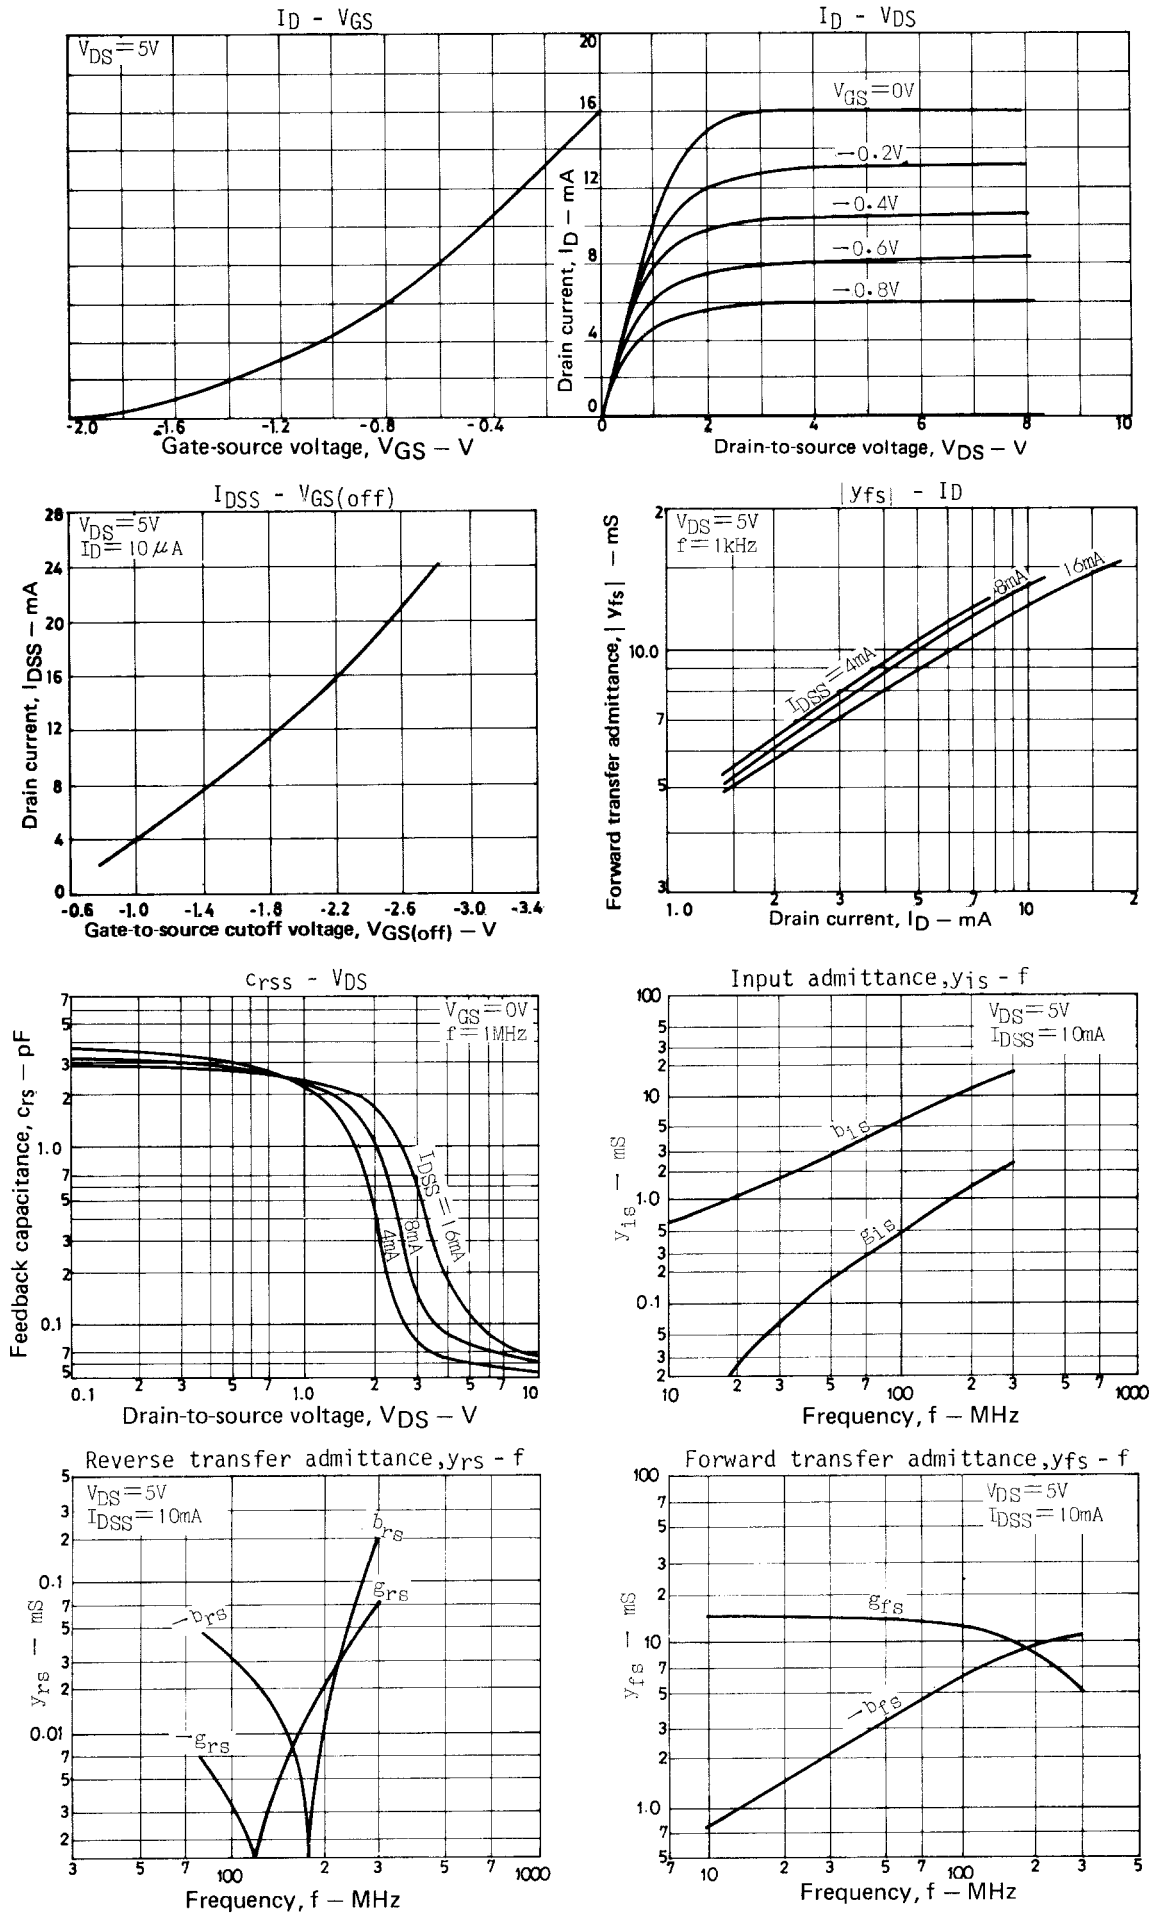 ID - VGS
VDS=5V
-2.0 -1.6 -1.2 -0.8 -0.4
Gate-source voltage, VGS – V
ID - VDS
20
16
12
8
4
0
Drain current, ID – mA
VGS=0V
-0.2V
-0.4V
-0.6V
-0.8V
0 2 4 6 8 10
Drain-to-source voltage, VDS – V
IDSS - VGS(off)
VDS=5V
ID=10μA
28
24
20
16
12
8
4
0
Drain current, IDSS – mA
-0.6 -1.0 -1.4 -1.8 -2.2 -2.6 -3.0 -3.4
Gate-to-source cutoff voltage, VGS(off) – V
|yfs| - ID
VDS=5V
f=1kHz
2
10.0
7
5
3
Forward transfer admittance, |yfs| – mS
IDSS=4mA
8mA
16mA
1.0 2 3 5 7 10 2
Drain current, ID – mA
crss - VDS
VGS=0V
f=1MHz
7
5
3
2
1.0
7
5
3
2
0.1
7
5
Feedback capacitance, crs – pF
IDSS=16mA
8mA
4mA
0.1 2 3 5 7 1.0 2 3 5 7 10
Drain-to-source voltage, VDS – V
Input admittance,yis - f
VDS=5V
IDSS=10mA
100
5
3
2
10
5
3
2
1.0
5
3
2
0.1
5
3
2
yis – mS
bis
gis
10 2 3 5 7 100 2 3 5 7 1000
Frequency, f – MHz
Reverse transfer admittance,yrs - f
VDS=5V
IDSS=10mA
5
3
2
0.1
7
5
3
2
0.01
7
5
3
2
yrs – mS
brs
grs
-brs
-grs
3 5 7 100 2 3 5 7 1000
Frequency, f – MHz
Forward transfer admittance,yfs - f
VDS=5V
IDSS=10mA
100
7
5
3
2
10
7
5
3
2
1.0
7
5
yfs – mS
gfs
-bfs
7 10 2 3 5 7 100 2 3 5
Frequency, f – MHz